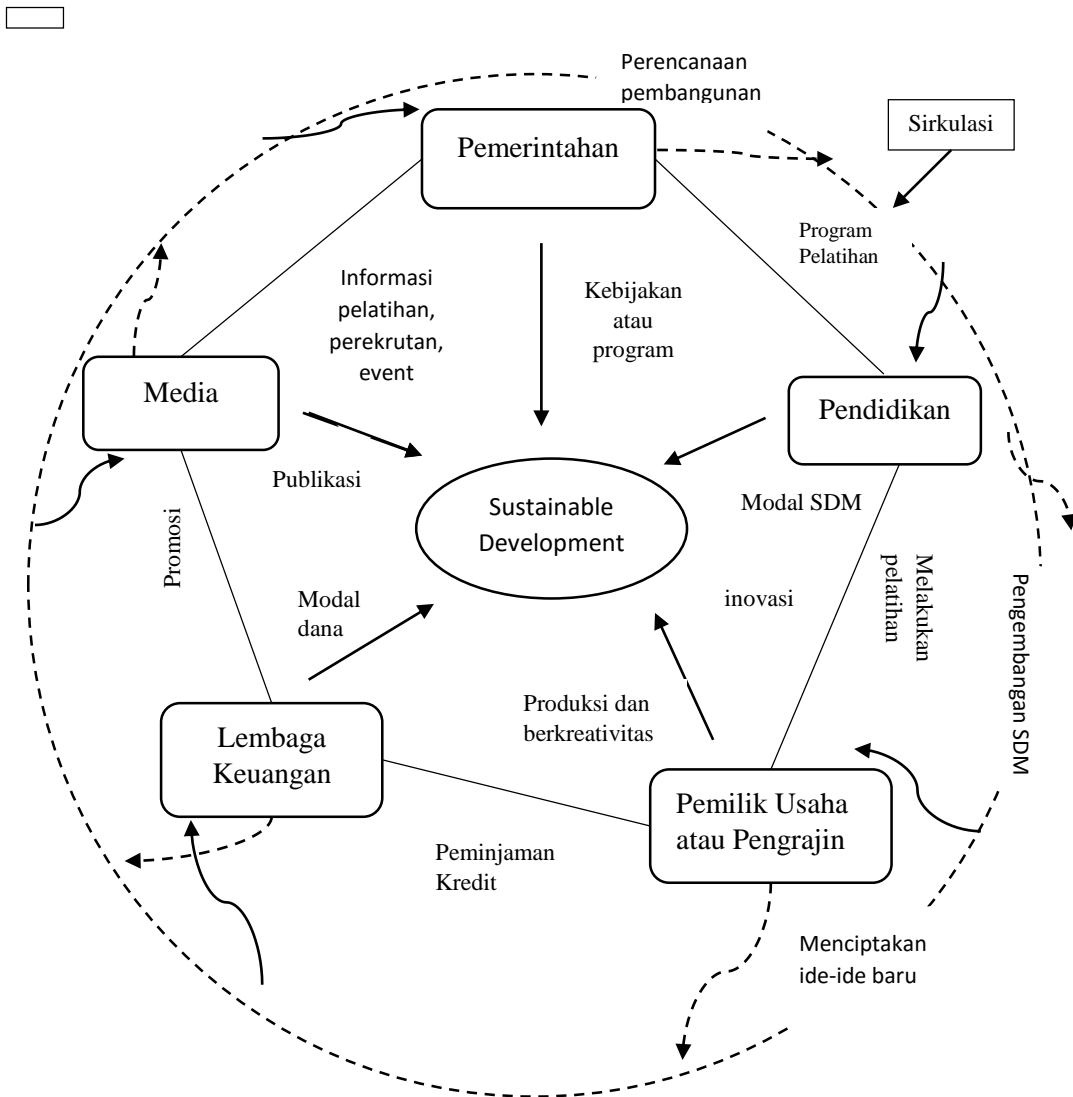 Perencanaan
pembangunan
Sirkulasi
Pemerintahan
Program
Pelatihan
Informasi
pelatihan,
perekrutan,
event
Kebijakan
atau
program
Media
Pendidikan
Publikasi
Sustainable
Development
Modal SDM
Promosi
Melakukan
pelatihan
Modal
dana
inovasi
Pengembangan SDM
Produksi dan
berkreativitas
Lembaga
Keuangan
Pemilik Usaha
atau Pengrajin
Peminjaman
Kredit
Menciptakan
ide-ide baru